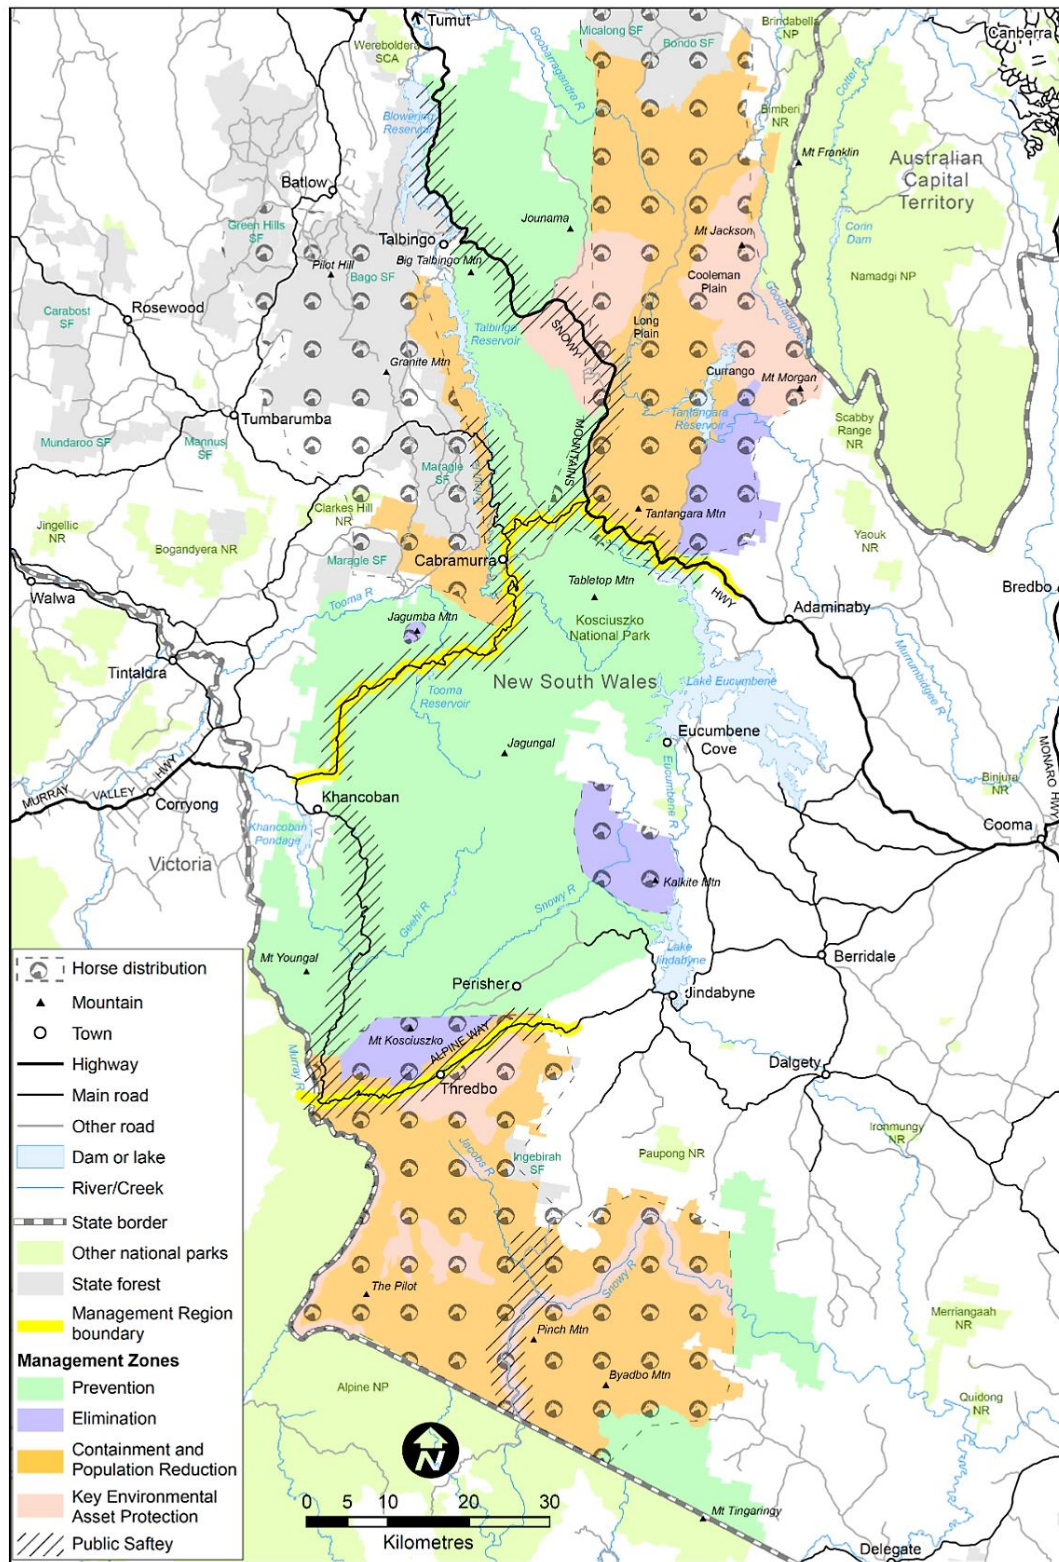 Tumut
Micalong SF
Bondo SF
Brindabella
NP
Canberra
Wereboldera
SCA
Goobarragandra R
Cotter R
Blowering
Reservoir
Bimberi
NR
Mt Franklin
Australian
Capital
Territory
Batlow
Jounama
Green Hills
SF
Mt Jackson
Corin
Dam
Talbingo
Big Talbingo Mtn
Pilot Hill
Bago SF
Cooleman
Plain
Namadgi NP
Carabost
SF
Rosewood
SNOWY
Long
Plain
Goodradigbee R
Talbingo
Reservoir
Granite Mtn
Currango
Mt Morgan
Tumbarumba
Tantangara
Reservoir
Scabby
Range
NR
Mundaroo SF
Mannus
SF
MOUNTAINS
Maragle
SF
Clarkes Hill
NR
Tantangara Mtn
Jingellic
NR
Bogandyera NR
Yaouk
NR
Maragle SF
Cabramurra
Tabletop Mtn
Bredbo
Walwa
Tooma R
HWY
Adaminaby
Jagumba Mtn
Kosciuszko
National Park
Tintaldra
New South Wales
Lake Eucumbene
Murrumbidgee R
Tooma
Reservoir
Jagungal
Eucumbene
Cove
MURRAY
VALLEY
HWY
Corryong
Khancoban
Eucumbene R
Binjura
NR
MONARO HWY
Khancoban
Pondage
Cooma
Victoria
Kalkite Mtn
Geehi R
Snowy R
Lake
Jindabyne
Berridale
Mt Youngal
Perisher
Jindabyne
Mt Kosciuszko
ALPINE WAY
Murray R
Thredbo
Dalgety
Ironmungy
NR
Jacobs R
Ingebirah
SF
Paupong NR
Snowy R
The Pilot
Merriangaah
NR
Pinch Mtn
Byadbo Mtn
Alpine NP
Quidong
NR
Mt Tingaringy
Delegate
N
0 5 10 20 30
Kilometres
Horse distribution
Mountain
Town
Highway
Main road
Other road
Dam or lake
River/Creek
State border
Other national parks
State forest
Management Region
boundary
Management Zones
Prevention
Elimination
Containment and
Population Reduction
Key Environmental
Asset Protection
Public Saftey